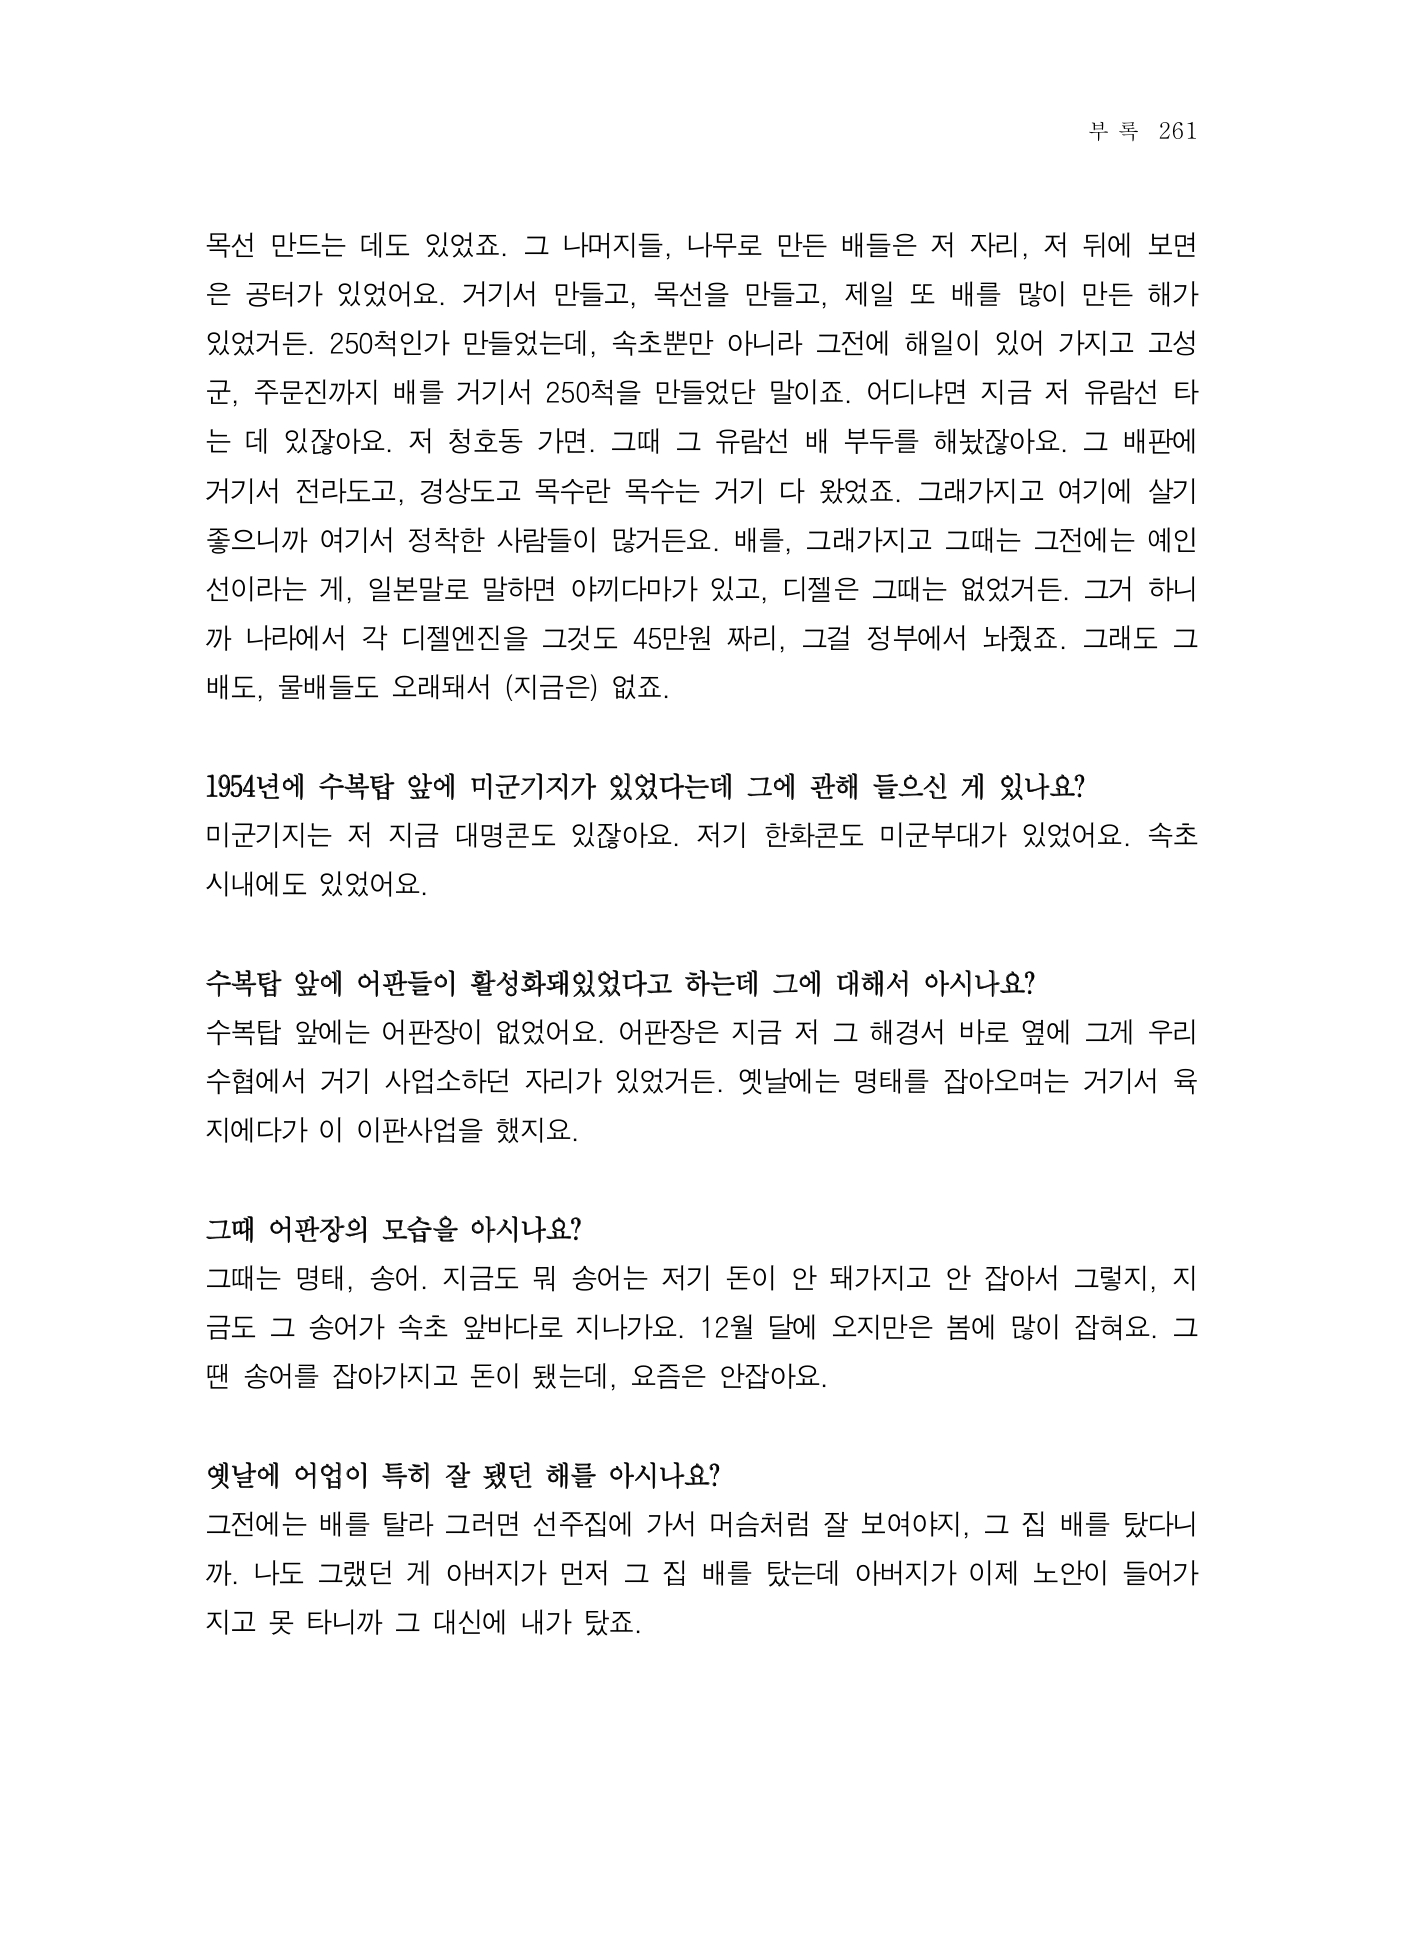 부 록 261
목선 만드는 데도 있었죠. 그 나머지들, 나무로 만든 배들은 저 자리, 저 뒤에 보면
은 공터가 있었어요. 거기서 만들고, 목선을 만들고, 제일 또 배를 많이 만든 해가
있었거든. 250척인가 만들었는데, 속초뿐만 아니라 그전에 해일이 있어 가지고 고성
군, 주문진까지 배를 거기서 250척을 만들었단 말이죠. 어디냐면 지금 저 유람선 타
는 데 있잖아요. 저 청호동 가면. 그때 그 유람선 배 부두를 해놨잖아요. 그 배판에
거기서 전라도고, 경상도고 목수란 목수는 거기 다 왔었죠. 그래가지고 여기에 살기
좋으니까 여기서 정착한 사람들이 많거든요. 배를, 그래가지고 그때는 그전에는 예인
선이라는 게, 일본말로 말하면 야끼다마가 있고, 디젤은 그때는 없었거든. 그거 하니
까 나라에서 각 디젤엔진을 그것도 45만원 짜리, 그걸 정부에서 놔줬죠. 그래도 그
배도, 물배들도 오래돼서 (지금은) 없죠.
1954년에 수복탑 앞에 미군기지가 있었다는데 그에 관해 들으신 게 있나요?
미군기지는 저 지금 대명콘도 있잖아요. 저기 한화콘도 미군부대가 있었어요. 속초
시내에도 있었어요.
수복탑 앞에 어판들이 활성화돼있었다고 하는데 그에 대해서 아시나요?
수복탑 앞에는 어판장이 없었어요. 어판장은 지금 저 그 해경서 바로 옆에 그게 우리
수협에서 거기 사업소하던 자리가 있었거든. 옛날에는 명태를 잡아오며는 거기서 육
지에다가 이 이판사업을 했지요.
그때 어판장의 모습을 아시나요?
그때는 명태, 송어. 지금도 뭐 송어는 저기 돈이 안 돼가지고 안 잡아서 그렇지, 지
금도 그 송어가 속초 앞바다로 지나가요. 12월 달에 오지만은 봄에 많이 잡혀요. 그
땐 송어를 잡아가지고 돈이 됐는데, 요즘은 안잡아요.
옛날에 어업이 특히 잘 됐던 해를 아시나요?
그전에는 배를 탈라 그러면 선주집에 가서 머슴처럼 잘 보여야지, 그 집 배를 탔다니
까. 나도 그랬던 게 아버지가 먼저 그 집 배를 탔는데 아버지가 이제 노안이 들어가
지고 못 타니까 그 대신에 내가 탔죠.